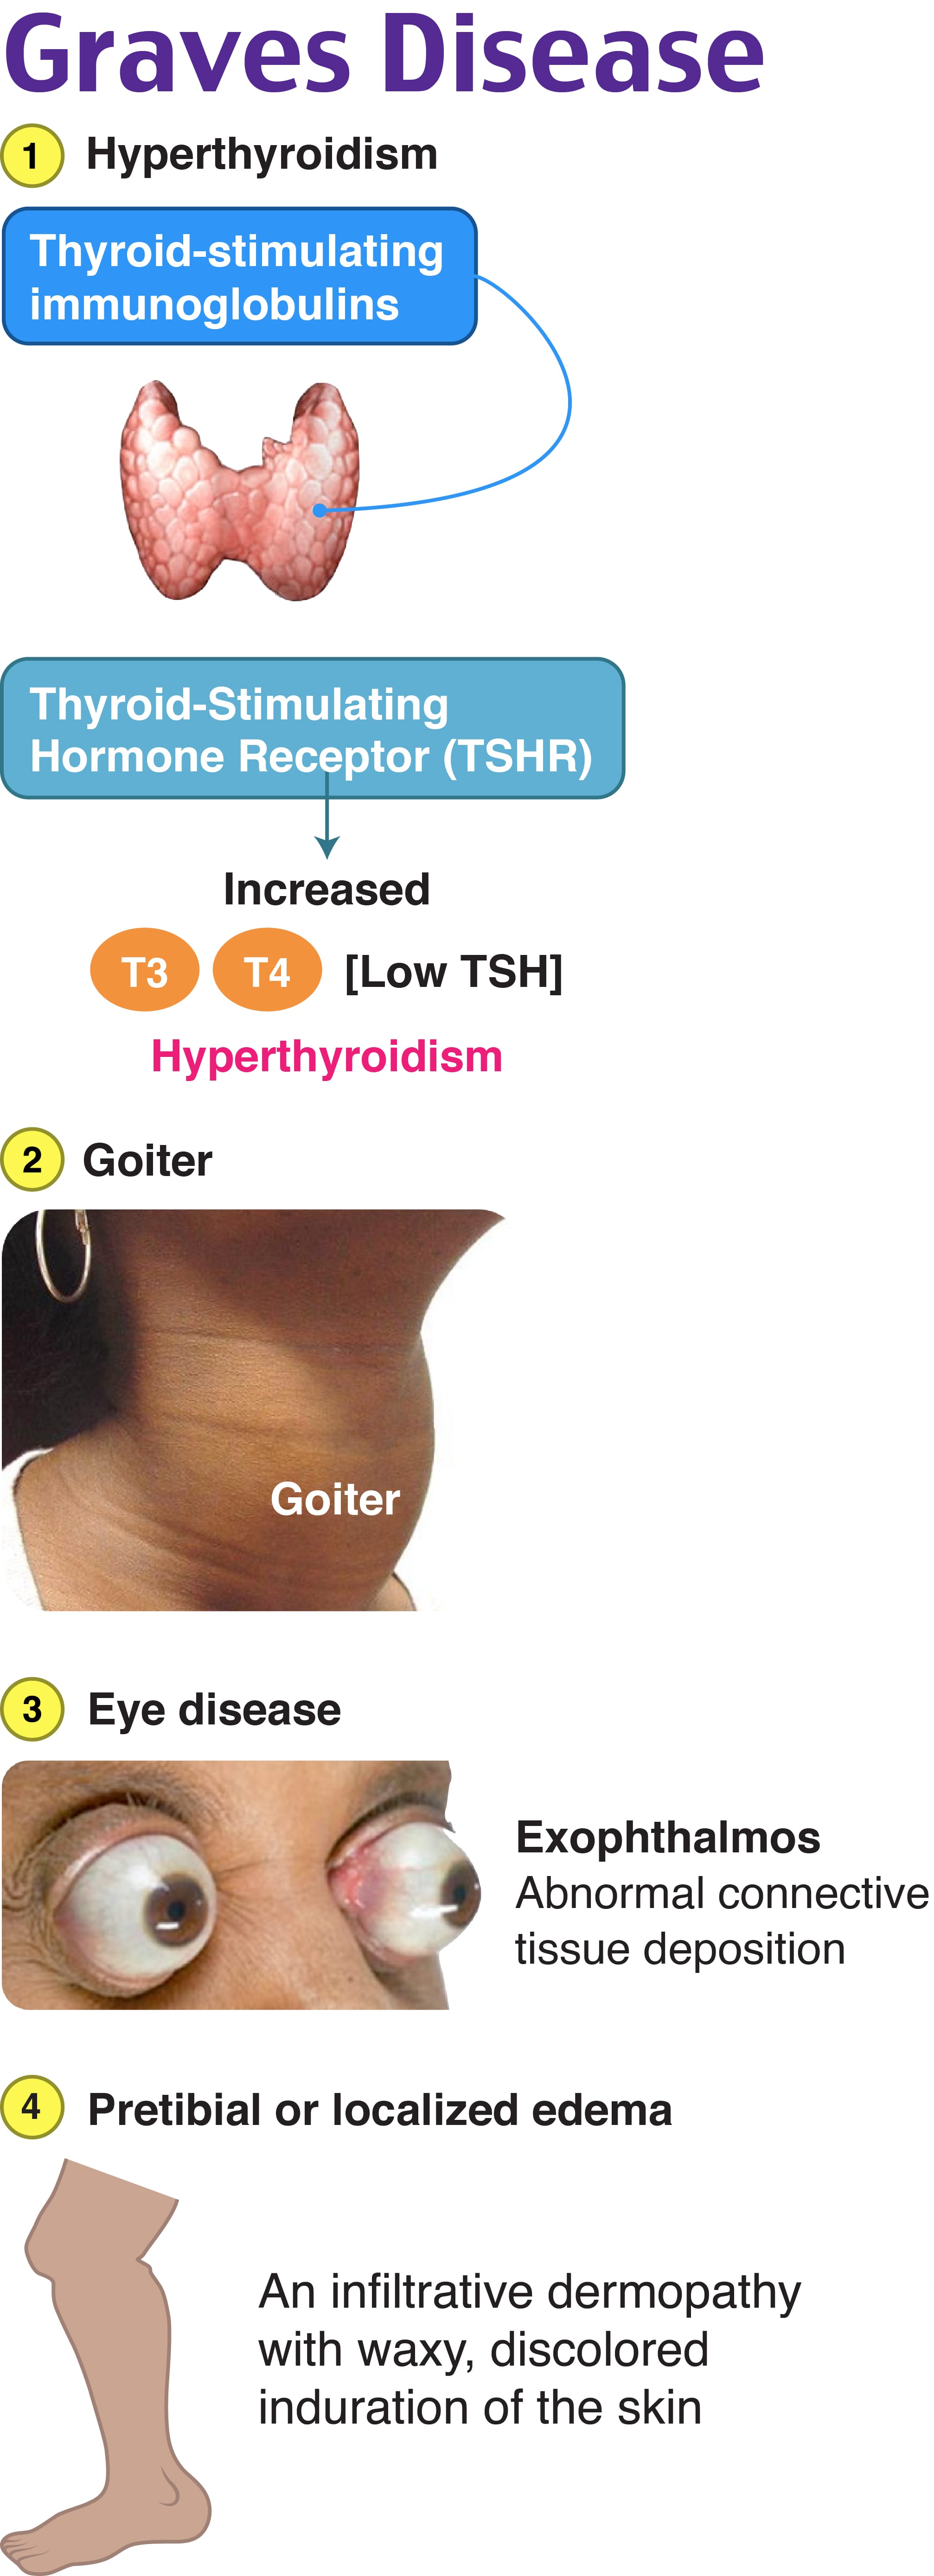 Graves Disease
1 Hyperthyroidism
Thyroid-stimulating
immunoglobulins
Thyroid-Stimulating
Hormone Receptor (TSHR)
Increased
T3 T4 [Low TSH]
Hyperthyroidism
2 Goiter
Goiter
3 Eye disease
Exophthalmos
Abnormal connective
tissue deposition
4 Pretibial or localized edema
An infiltrative dermopathy
with waxy, discolored
induration of the skin